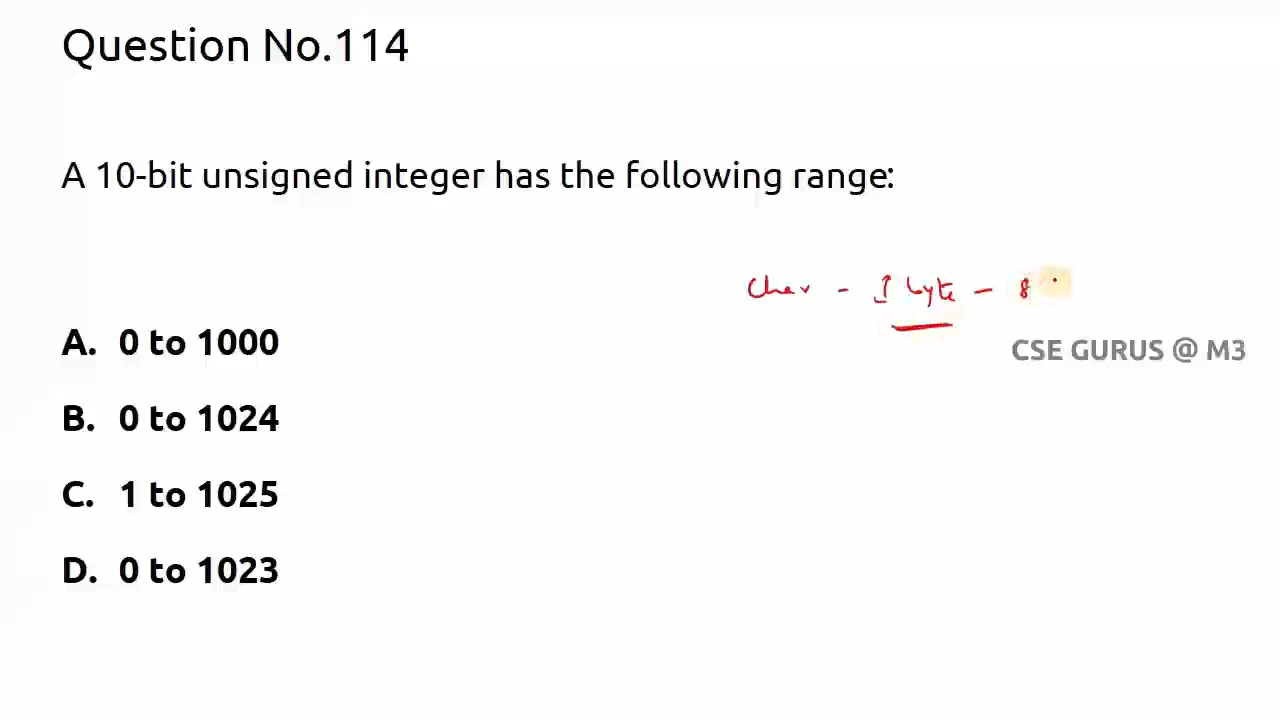 Question No.114
A 10-bit unsigned integer has the following range:
char - 1 byte - 8
A. 0 to 1000
CSE GURUS @ M3
B. 0 to 1024
C. 1 to 1025
D. 0 to 1023